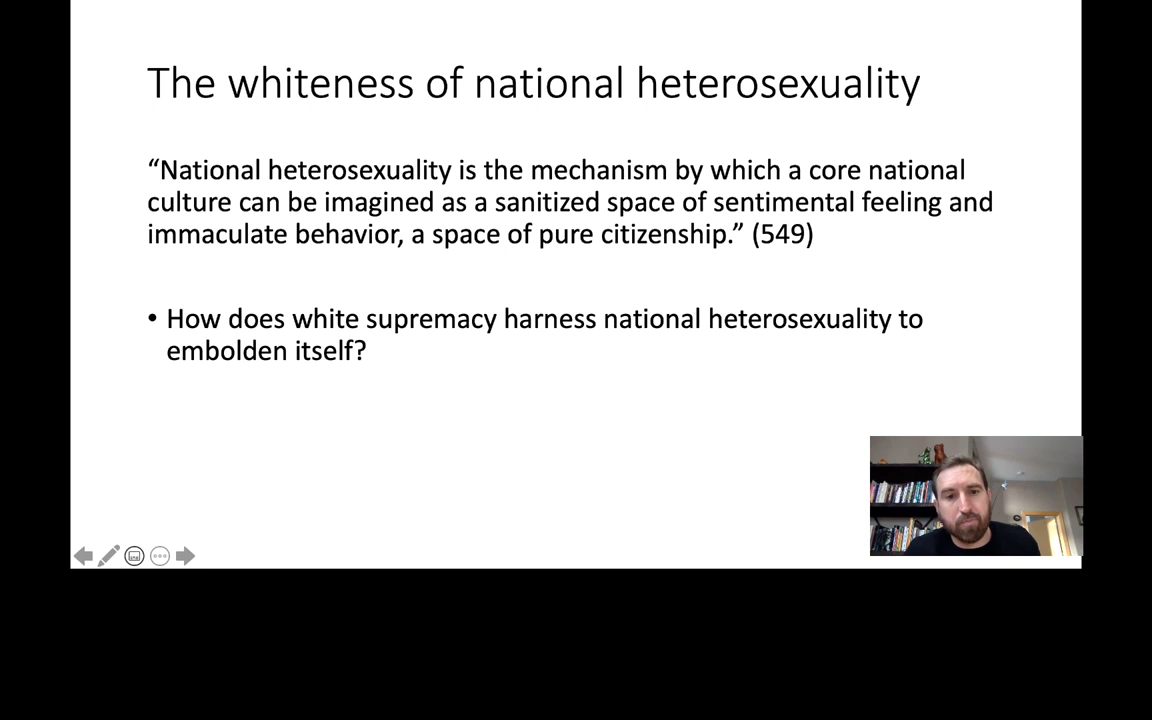 The whiteness of national heterosexuality
“National heterosexuality is the mechanism by which a core national
culture can be imagined as a sanitized space of sentimental feeling and
immaculate behavior, a space of pure citizenship.” (549)
• How does white supremacy harness national heterosexuality to
embolden itself?